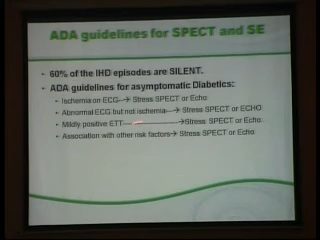 ADA guidelines for SPECT and SE
• 60% of the IHD episodes are SILENT.
• ADA guidelines for asymptomatic Diabetics:
• Ischemia on ECG--→ Stress SPECT or Echo
• Abnormal ECG but not ischemia----→ Stress SPECT or ECHO
• Mildly positive ETT------------------------→Stress SPECT or Echo.
• Association with other risk factors→ Stress SPECT or Echo